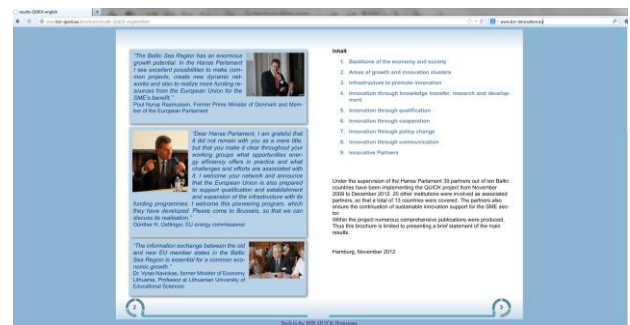 results-QUICK-english
"The Baltic Sea Region has an enormous
growth potential. In the Hanse Parlament
I see excellent possibilities to make com-
mon projects, create new dynamic net-
works and also to realize more funding re-
sources from the European Union for the
SME's benefit."
Poul Nyrup Rasmussen, Former Prime Minister of Denmark and Mem-
ber of the European Parliament
"Dear Hanse Parlament, I am grateful that
it did not remain with you as a mere title,
but that you make it clear throughout your
working groups what opportunities ener-
gy efficiency offers in practice and what
challenges and efforts are associated with
it. I welcome your network and announce
that the European Union is also prepared
to support qualification and establishment
and expansion of the infrastructure with its
funding programmes. I welcome this pioneering program, which
they have developed. Please come to Brussels, so that we can
discuss its realisation."
Günther H. Oettinger, EU energy commissioner
"The information exchange between the old
and new EU member states in the Baltic
Sea Region is essential for a common eco-
nomic growth."
Dr. Vytas Navickas, former Minister of Economy
Lithuania, Professor at Lithuanian University of
Educational Sciences
2
Inhalt
1. Backbone of the economy and society
2. Areas of growth and innovation clusters
3. Infrastructure to promote innovation
4. Innovation through knowledge transfer, research and develop-
ment
5. Innovation through qualification
6. Innovation through cooperation
7. Innovation through policy change
8. Innovation through communication
9. Innovative Partners
Under the supervision of the Hanse Parlament 39 partners out of ten Baltic
countries have been implementing the QUICK project from November
2009 to December 2012. 20 other institutions were involved as associated
partners, so that a total of 13 countries were covered. The partners also
ensure the continuation of sustainable innovation support for the SME sec-
tor.
Within the project numerous comprehensive publications were produced.
Thus this brochure is limited to presenting a brief statement of the main
results.
Hamburg, November 2012
3
Back to the SME-QUICK Homepage